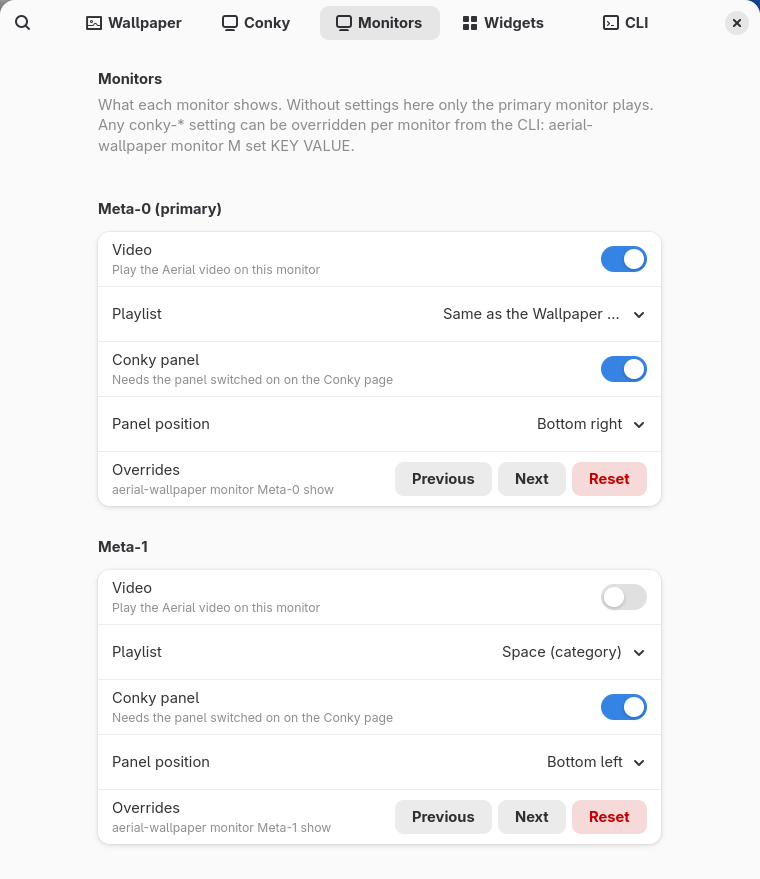 Wallpaper Conky Monitors Widgets CLI
Monitors
What each monitor shows. Without settings here only the primary monitor plays.
Any conky-* setting can be overridden per monitor from the CLI: aerial-
wallpaper monitor M set KEY VALUE.
Meta-0 (primary)
Video
Play the Aerial video on this monitor
Playlist Same as the Wallpaper ...
Conky panel
Needs the panel switched on on the Conky page
Panel position Bottom right
Overrides
aerial-wallpaper monitor Meta-0 show
Previous Next Reset
Meta-1
Video
Play the Aerial video on this monitor
Playlist Space (category)
Conky panel
Needs the panel switched on on the Conky page
Panel position Bottom left
Overrides
aerial-wallpaper monitor Meta-1 show
Previous Next Reset